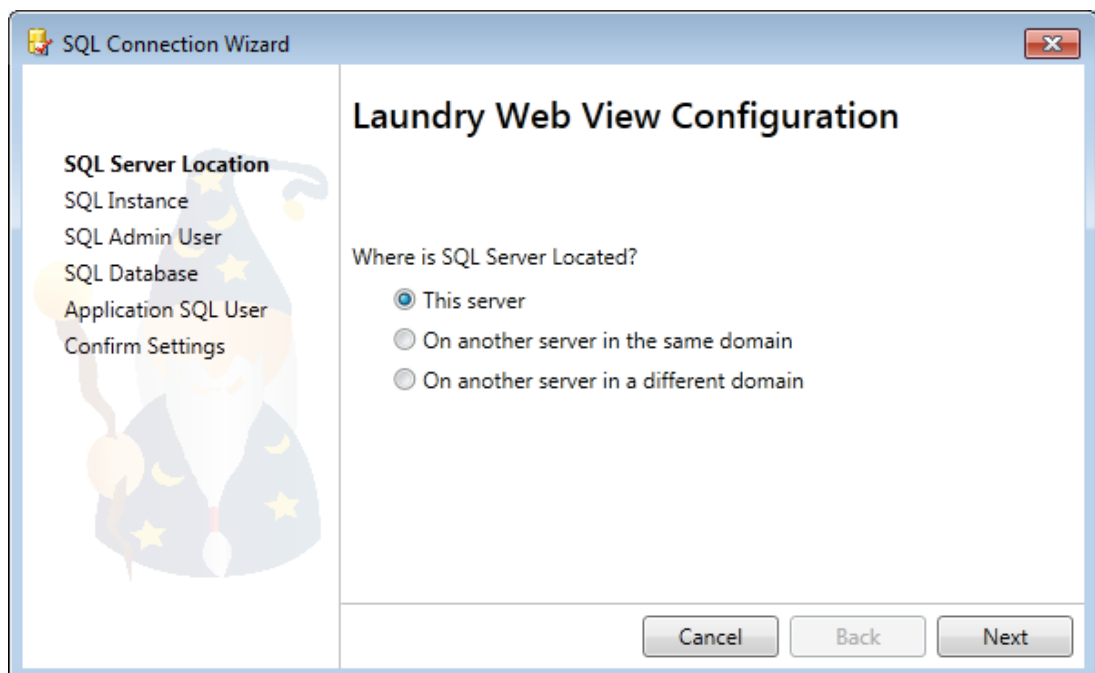 SQL Connection Wizard
Laundry Web View Configuration
SQL Server Location
SQL Instance
SQL Admin User
SQL Database
Application SQL User
Confirm Settings
Where is SQL Server Located?
This server
On another server in the same domain
On another server in a different domain
Cancel Back Next